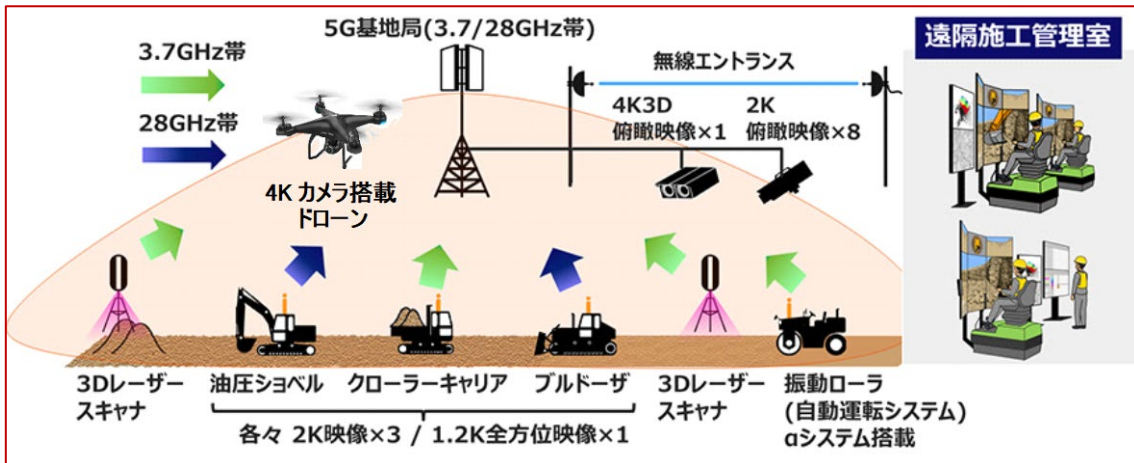 5G基地局(3.7/28GHz帯)
遠隔施工管理室
3.7GHz帯
無線エントランス
28GHz帯
4K3D
俯瞰映像×1
2K
俯瞰映像×8
4K カメラ搭載
ドローン
3Dレーザー
スキャナ
油圧ショベル
クローラーキャリア
ブルドーザ
3Dレーザー
スキャナ
振動ローラ
(自動運転システム)
αシステム搭載
各々 2K映像×3 / 1.2K全方位映像×1